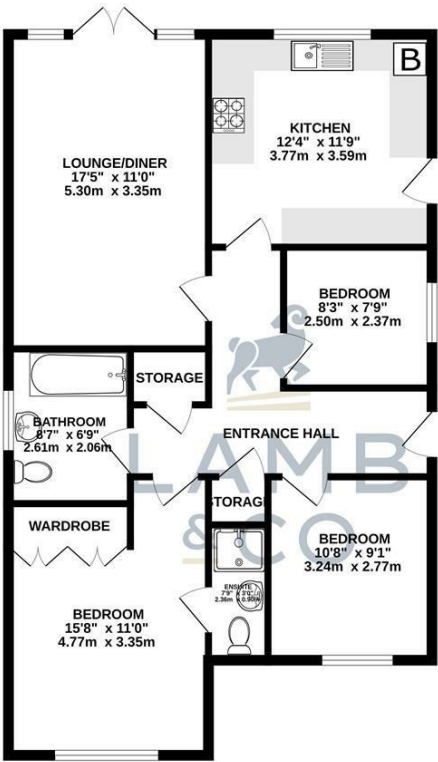 B
KITCHEN
12'4" x 11'9"
3.77m x 3.59m
LOUNGE/DINER
17'5" x 11'0"
5.30m x 3.35m
BEDROOM
8'3" x 7'9"
2.50m x 2.37m
STORAGE
BATHROOM
8'7" x 6'9"
2.61m x 2.06m
ENTRANCE HALL
LAMB
& CO
STORAGE
WARDROBE
BEDROOM
10'8" x 9'1"
3.24m x 2.77m
ENSUITE
7'9" x 3'0"
2.36m x 0.90m
BEDROOM
15'8" x 11'0"
4.77m x 3.35m